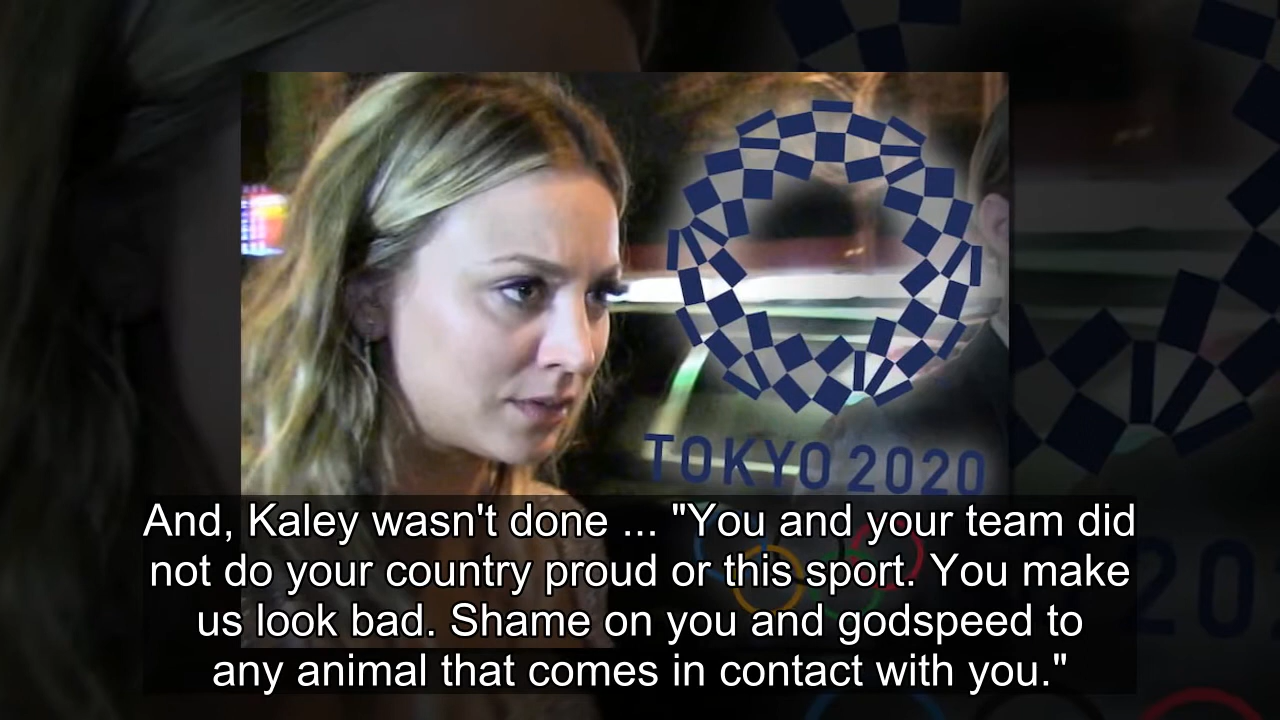 TOKYO 2020
And, Kaley wasn't done ... "You and your team did
not do your country proud or this sport. You make
us look bad. Shame on you and godspeed to
any animal that comes in contact with you."
20